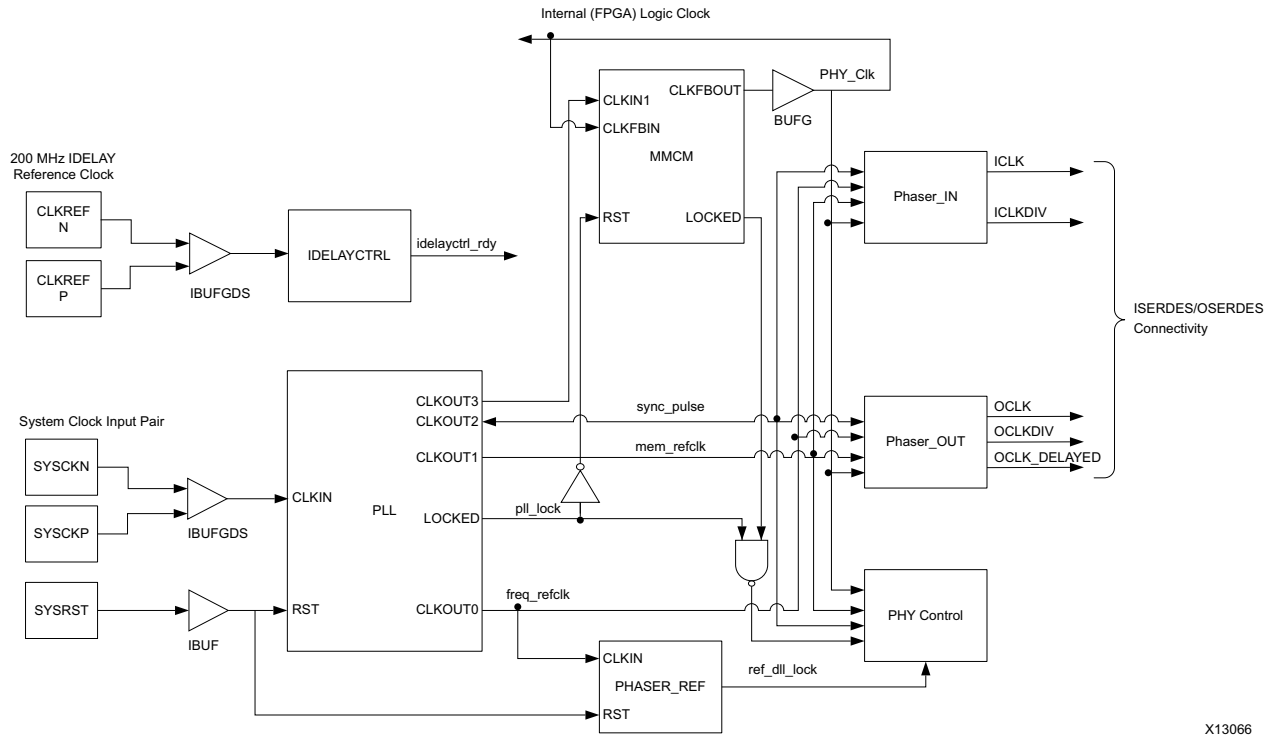 Internal (FPGA) Logic Clock
CLKIN1
CLKFBIN
MMCM
RST
CLKFBOUT
LOCKED
BUFG
PHY_Clk
200 MHz IDELAY
Reference Clock
CLKREF
N
CLKREF
P
IBUFGDS
IDELAYCTRL
idelayctrl_rdy
Phaser_IN
ICLK
ICLKDIV
ISERDES/OSERDES
Connectivity
System Clock Input Pair
SYSCKN
SYSCKP
IBUFGDS
SYSRST
IBUF
CLKIN
RST
PLL
CLKOUT3
CLKOUT2
CLKOUT1
LOCKED
CLKOUT0
sync_pulse
mem_refclk
pll_lock
freq_refclk
Phaser_OUT
OCLK
OCLKDIV
OCLK_DELAYED
PHY Control
CLKIN
PHASER_REF
RST
ref_dll_lock
X13066